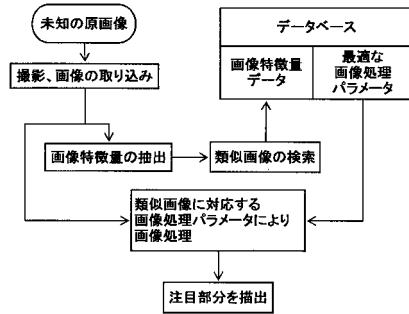 未知の原画像
撮影、画像の取り込み
データベース
画像特徴量
データ
最適な
画像処理
パラメータ
画像特徴量の抽出
類似画像の検索
類似画像に対応する
画像処理パラメータにより
画像処理
注目部分を描出